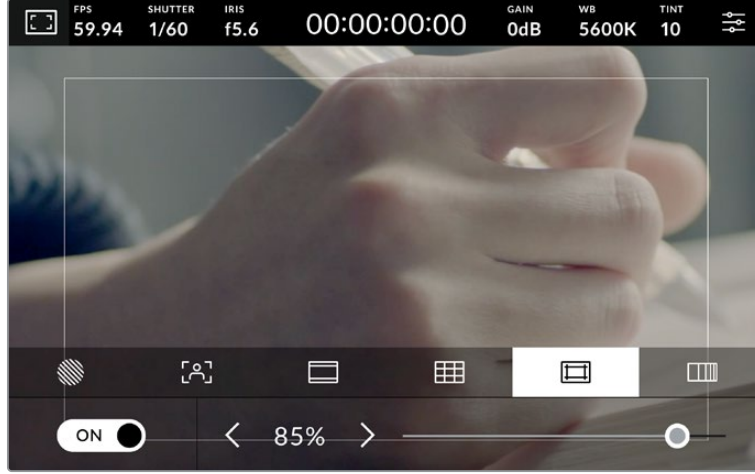 FPS SHUTTER IRIS GAIN WB TINT
59.94 1/60 f5.6 00:00:00:00 0dB 5600K 10
ON 85%